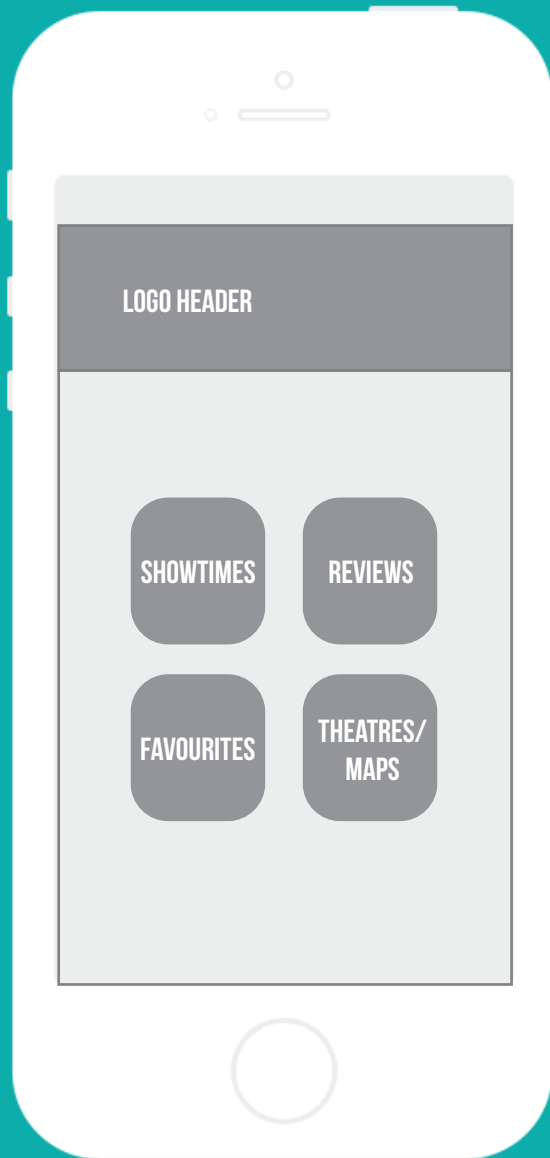 LOGO HEADER
SHOWTIMES
REVIEWS
FAVOURITES
THEATRES/
MAPS